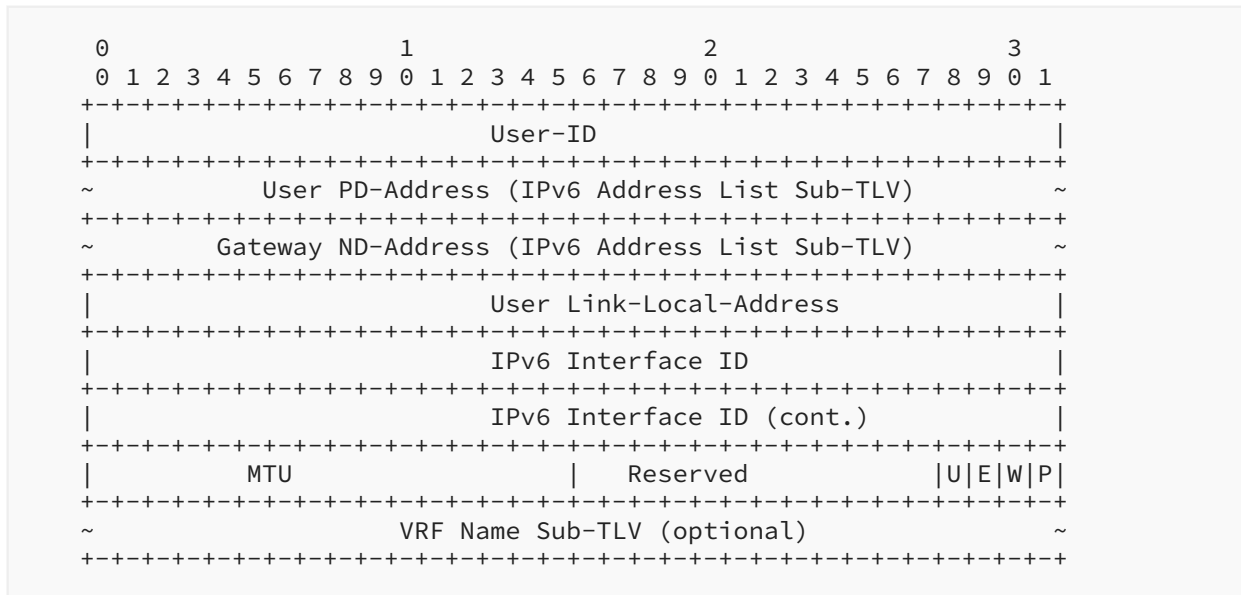 0                   1                   2                   3
 0 1 2 3 4 5 6 7 8 9 0 1 2 3 4 5 6 7 8 9 0 1 2 3 4 5 6 7 8 9 0 1
+-+-+-+-+-+-+-+-+-+-+-+-+-+-+-+-+-+-+-+-+-+-+-+-+-+-+-+-+-+-+-+-+
|                          User-ID                              |
+-+-+-+-+-+-+-+-+-+-+-+-+-+-+-+-+-+-+-+-+-+-+-+-+-+-+-+-+-+-+-+-+
~           User PD-Address (IPv6 Address List Sub-TLV)         ~
+-+-+-+-+-+-+-+-+-+-+-+-+-+-+-+-+-+-+-+-+-+-+-+-+-+-+-+-+-+-+-+-+
~        Gateway ND-Address (IPv6 Address List Sub-TLV)         ~
+-+-+-+-+-+-+-+-+-+-+-+-+-+-+-+-+-+-+-+-+-+-+-+-+-+-+-+-+-+-+-+-+
|                          User Link-Local-Address              |
+-+-+-+-+-+-+-+-+-+-+-+-+-+-+-+-+-+-+-+-+-+-+-+-+-+-+-+-+-+-+-+-+
|                          IPv6 Interface ID                    |
+-+-+-+-+-+-+-+-+-+-+-+-+-+-+-+-+-+-+-+-+-+-+-+-+-+-+-+-+-+-+-+-+
|                          IPv6 Interface ID (cont.)            |
+-+-+-+-+-+-+-+-+-+-+-+-+-+-+-+-+-+-+-+-+-+-+-+-+-+-+-+-+-+-+-+-+
|          MTU                  |   Reserved            |U|E|W|P|
+-+-+-+-+-+-+-+-+-+-+-+-+-+-+-+-+-+-+-+-+-+-+-+-+-+-+-+-+-+-+-+-+
~                    VRF Name Sub-TLV (optional)                ~
+-+-+-+-+-+-+-+-+-+-+-+-+-+-+-+-+-+-+-+-+-+-+-+-+-+-+-+-+-+-+-+-+